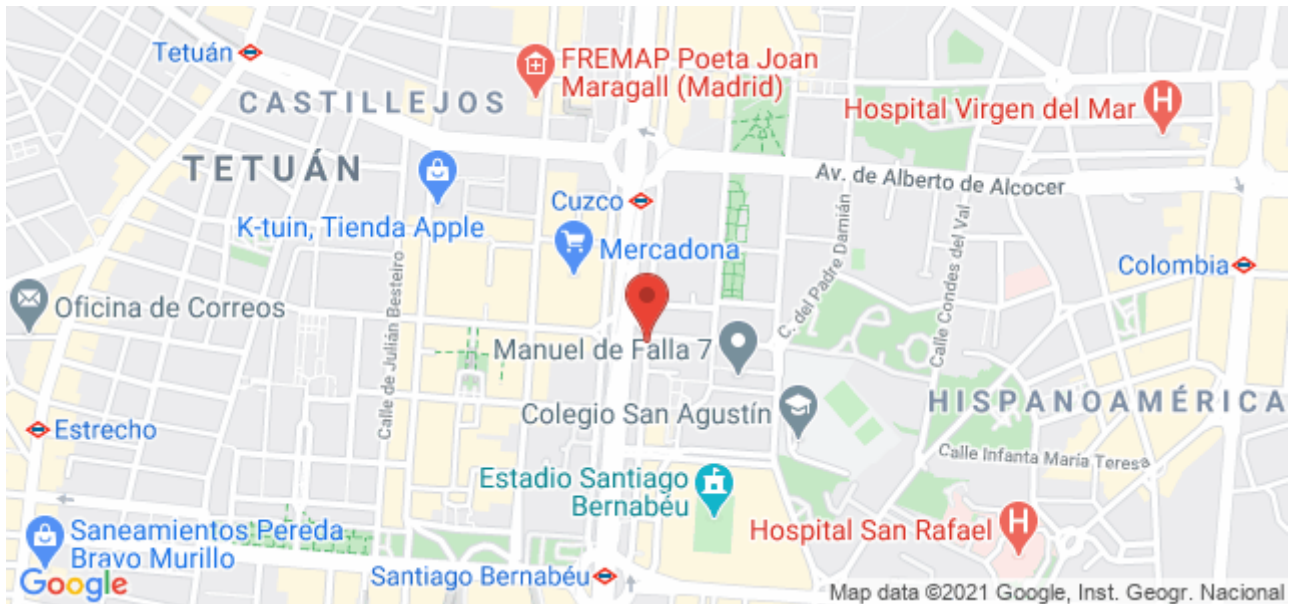 Tetuán
FREMAP Poeta Joan
Maragall (Madrid)
CASTILLEJOS
Hospital Virgen del Mar
H
TETUÁN
Av. de Alberto de Alcocer
K-tuin, Tienda Apple
Cuzco
Mercadona
Calle de Julián Besteiro
C. del Padre Damián
Calle Condes del Val
Colombia
Oficina de Correos
Manuel de Falla 7
Colegio San Agustín
HISPANOAMÉRICA
Estrecho
Calle Infanta María Teresa
Estadio Santiago
Bernabéu
Hospital San Rafael
H
Saneamientos Pereda
Bravo Murillo
Santiago Bernabéu
Google
Map data ©2021 Google, Inst. Geogr. Nacional